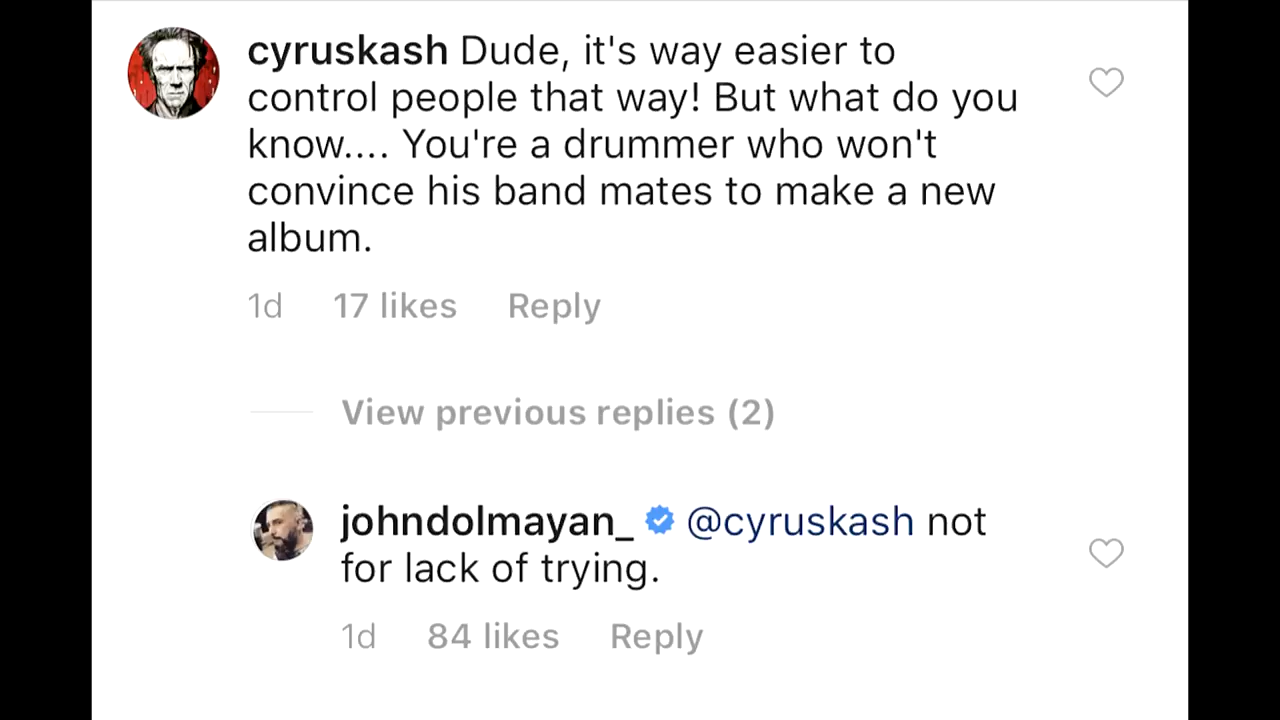 cyruskash Dude, it's way easier to
control people that way! But what do you
know.... You're a drummer who won't
convince his band mates to make a new
album.
1d 17 likes Reply
View previous replies (2)
johndolmayan_ @cyruskash not
for lack of trying.
1d 84 likes Reply